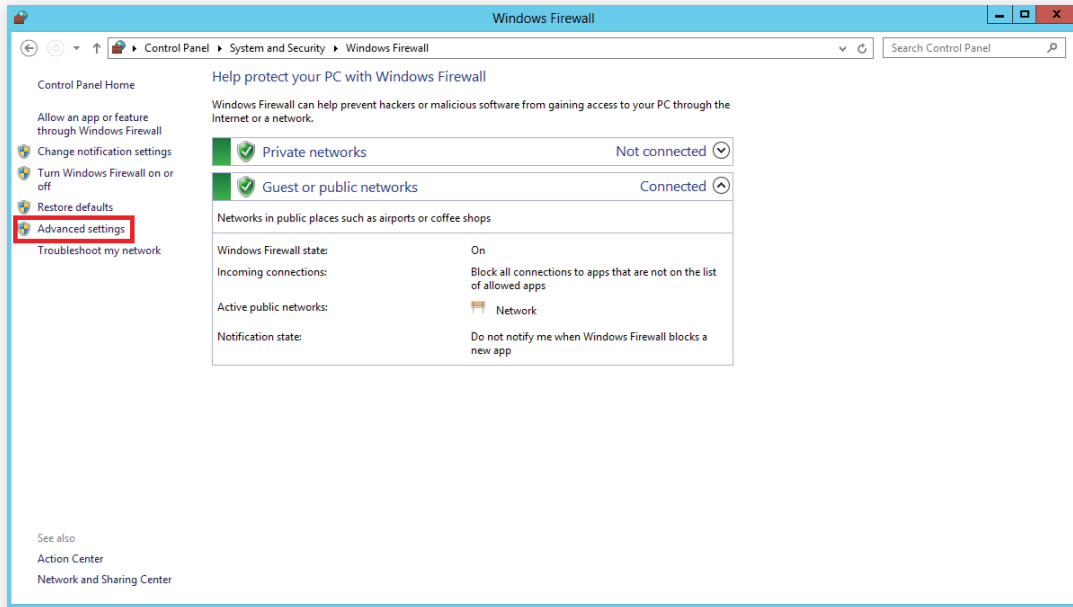 Windows Firewall
Control Panel System and Security Windows Firewall
Search Control Panel
Control Panel Home
Allow an app or feature
through Windows Firewall
Change notification settings
Turn Windows Firewall on or
off
Restore defaults
Advanced settings
Troubleshoot my network
Help protect your PC with Windows Firewall
Windows Firewall can help prevent hackers or malicious software from gaining access to your PC through the
Internet or a network.
Private networks Not connected
Guest or public networks Connected
Networks in public places such as airports or coffee shops
Windows Firewall state: On
Incoming connections: Block all connections to apps that are not on the list
of allowed apps
Active public networks: Network
Notification state: Do not notify me when Windows Firewall blocks a
new app
See also
Action Center
Network and Sharing Center